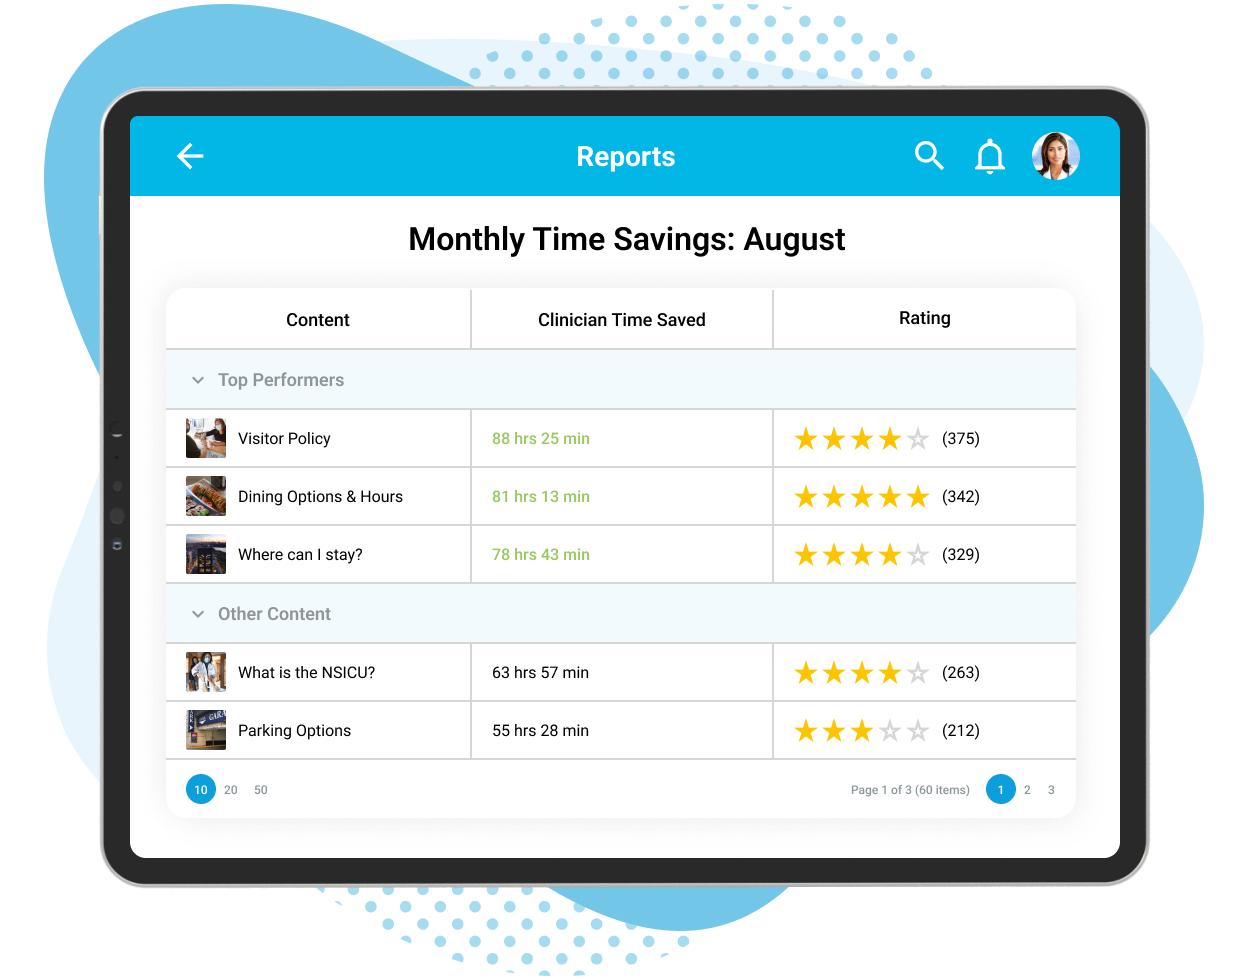 Reports
Monthly Time Savings: August
Content Clinician Time Saved Rating
Top Performers
Visitor Policy 88 hrs 25 min (375)
Dining Options & Hours 81 hrs 13 min (342)
Where can I stay? 78 hrs 43 min (329)
Other Content
What is the NSICU? 63 hrs 57 min (263)
Parking Options 55 hrs 28 min (212)
10 20 50 Page 1 of 3 (60 items) 1 2 3